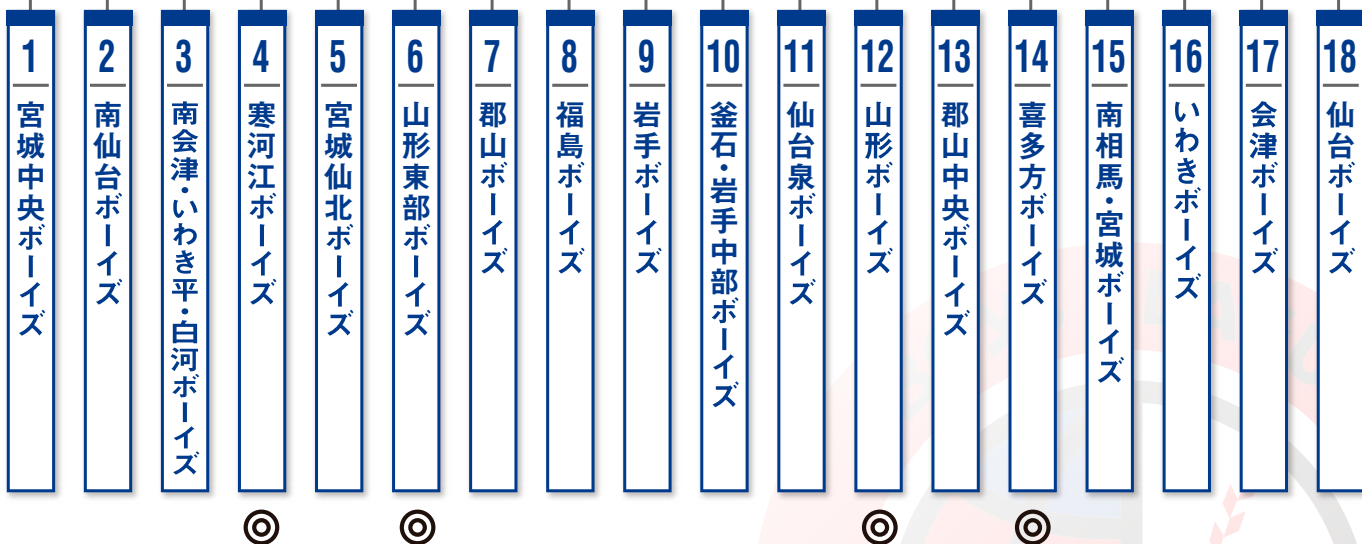 1
宮城中央ボーイズ
2
南仙台ボーイズ
3
南会津・いわき平・白河ボーイズ
4
寒河江ボーイズ
5
宮城仙北ボーイズ
6
山形東部ボーイズ
7
郡山ボーイズ
8
福島ボーイズ
9
岩手ボーイズ
10
釜石・岩手中部ボーイズ
11
仙台泉ボーイズ
12
山形ボーイズ
13
郡山中央ボーイズ
14
喜多方ボーイズ
15
南相馬・宮城ボーイズ
16
いわきボーイズ
17
会津ボーイズ
18
仙台ボーイズ
◎ ◎ ◎ ◎